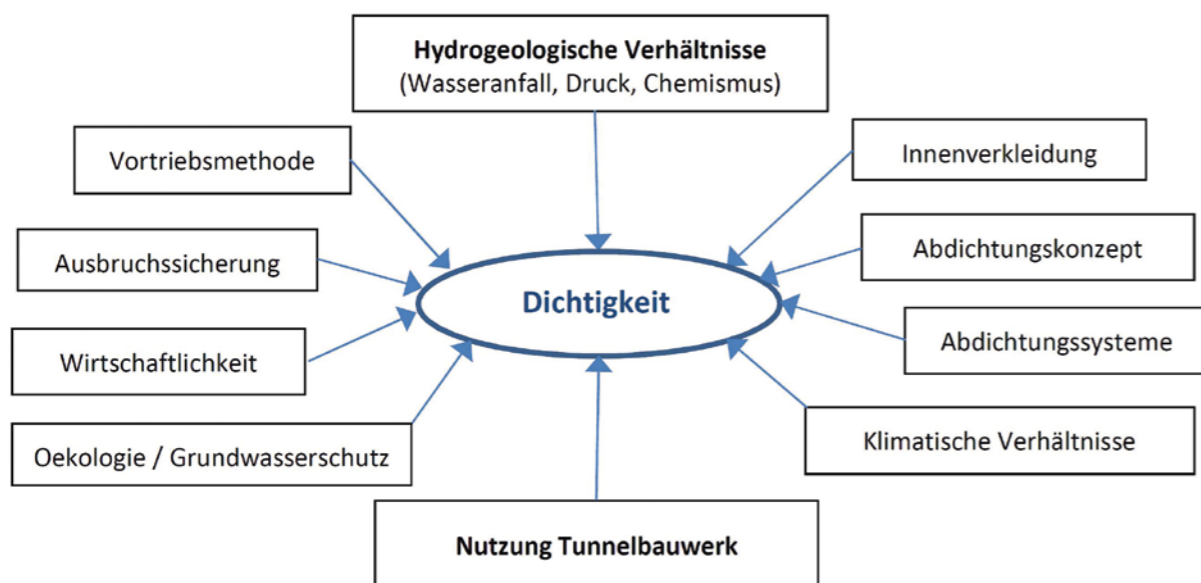 Hydrogeologische Verhältnisse
(Wasseranfall, Druck, Chemismus)
Vortriebsmethode
Innenverkleidung
Ausbruchssicherung
Abdichtungskonzept
Dichtigkeit
Wirtschaftlichkeit
Abdichtungssysteme
Oekologie / Grundwasserschutz
Klimatische Verhältnisse
Nutzung Tunnelbauwerk